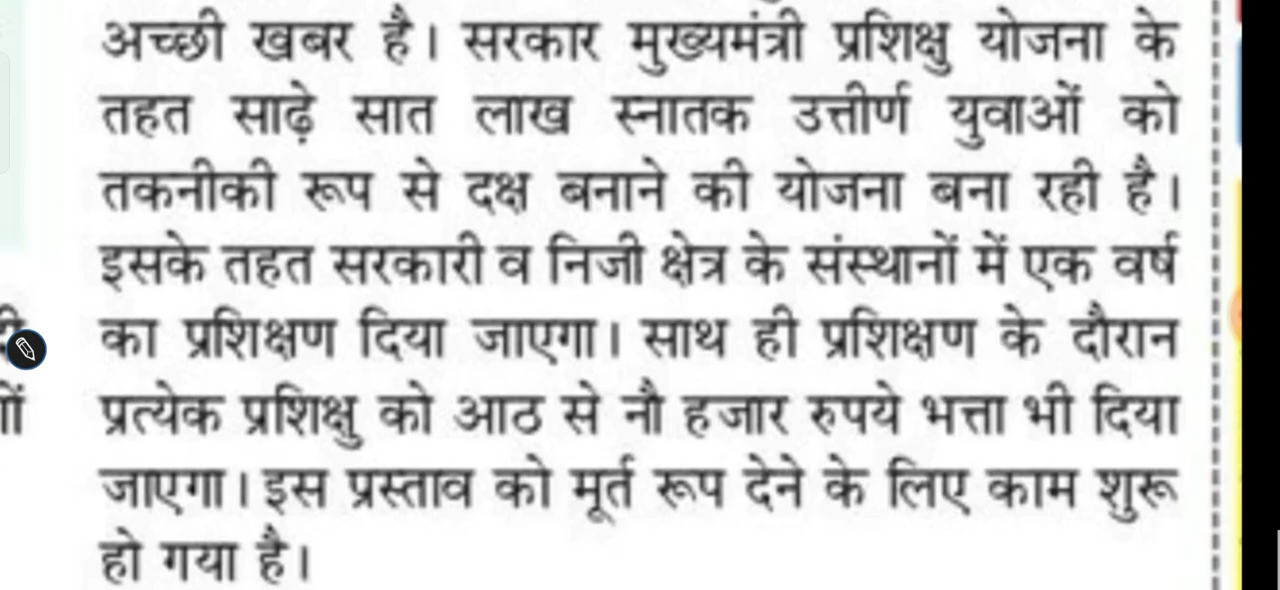 अच्छी खबर है। सरकार मुख्यमंत्री प्रशिक्षु योजना के
तहत साढ़े सात लाख स्नातक उत्तीर्ण युवाओं को
तकनीकी रूप से दक्ष बनाने की योजना बना रही है।
इसके तहत सरकारी व निजी क्षेत्र के संस्थानों में एक वर्ष
का प्रशिक्षण दिया जाएगा। साथ ही प्रशिक्षण के दौरान
प्रत्येक प्रशिक्षु को आठ से नौ हजार रुपये भत्ता भी दिया
जाएगा। इस प्रस्ताव को मूर्त रूप देने के लिए काम शुरू
हो गया है।